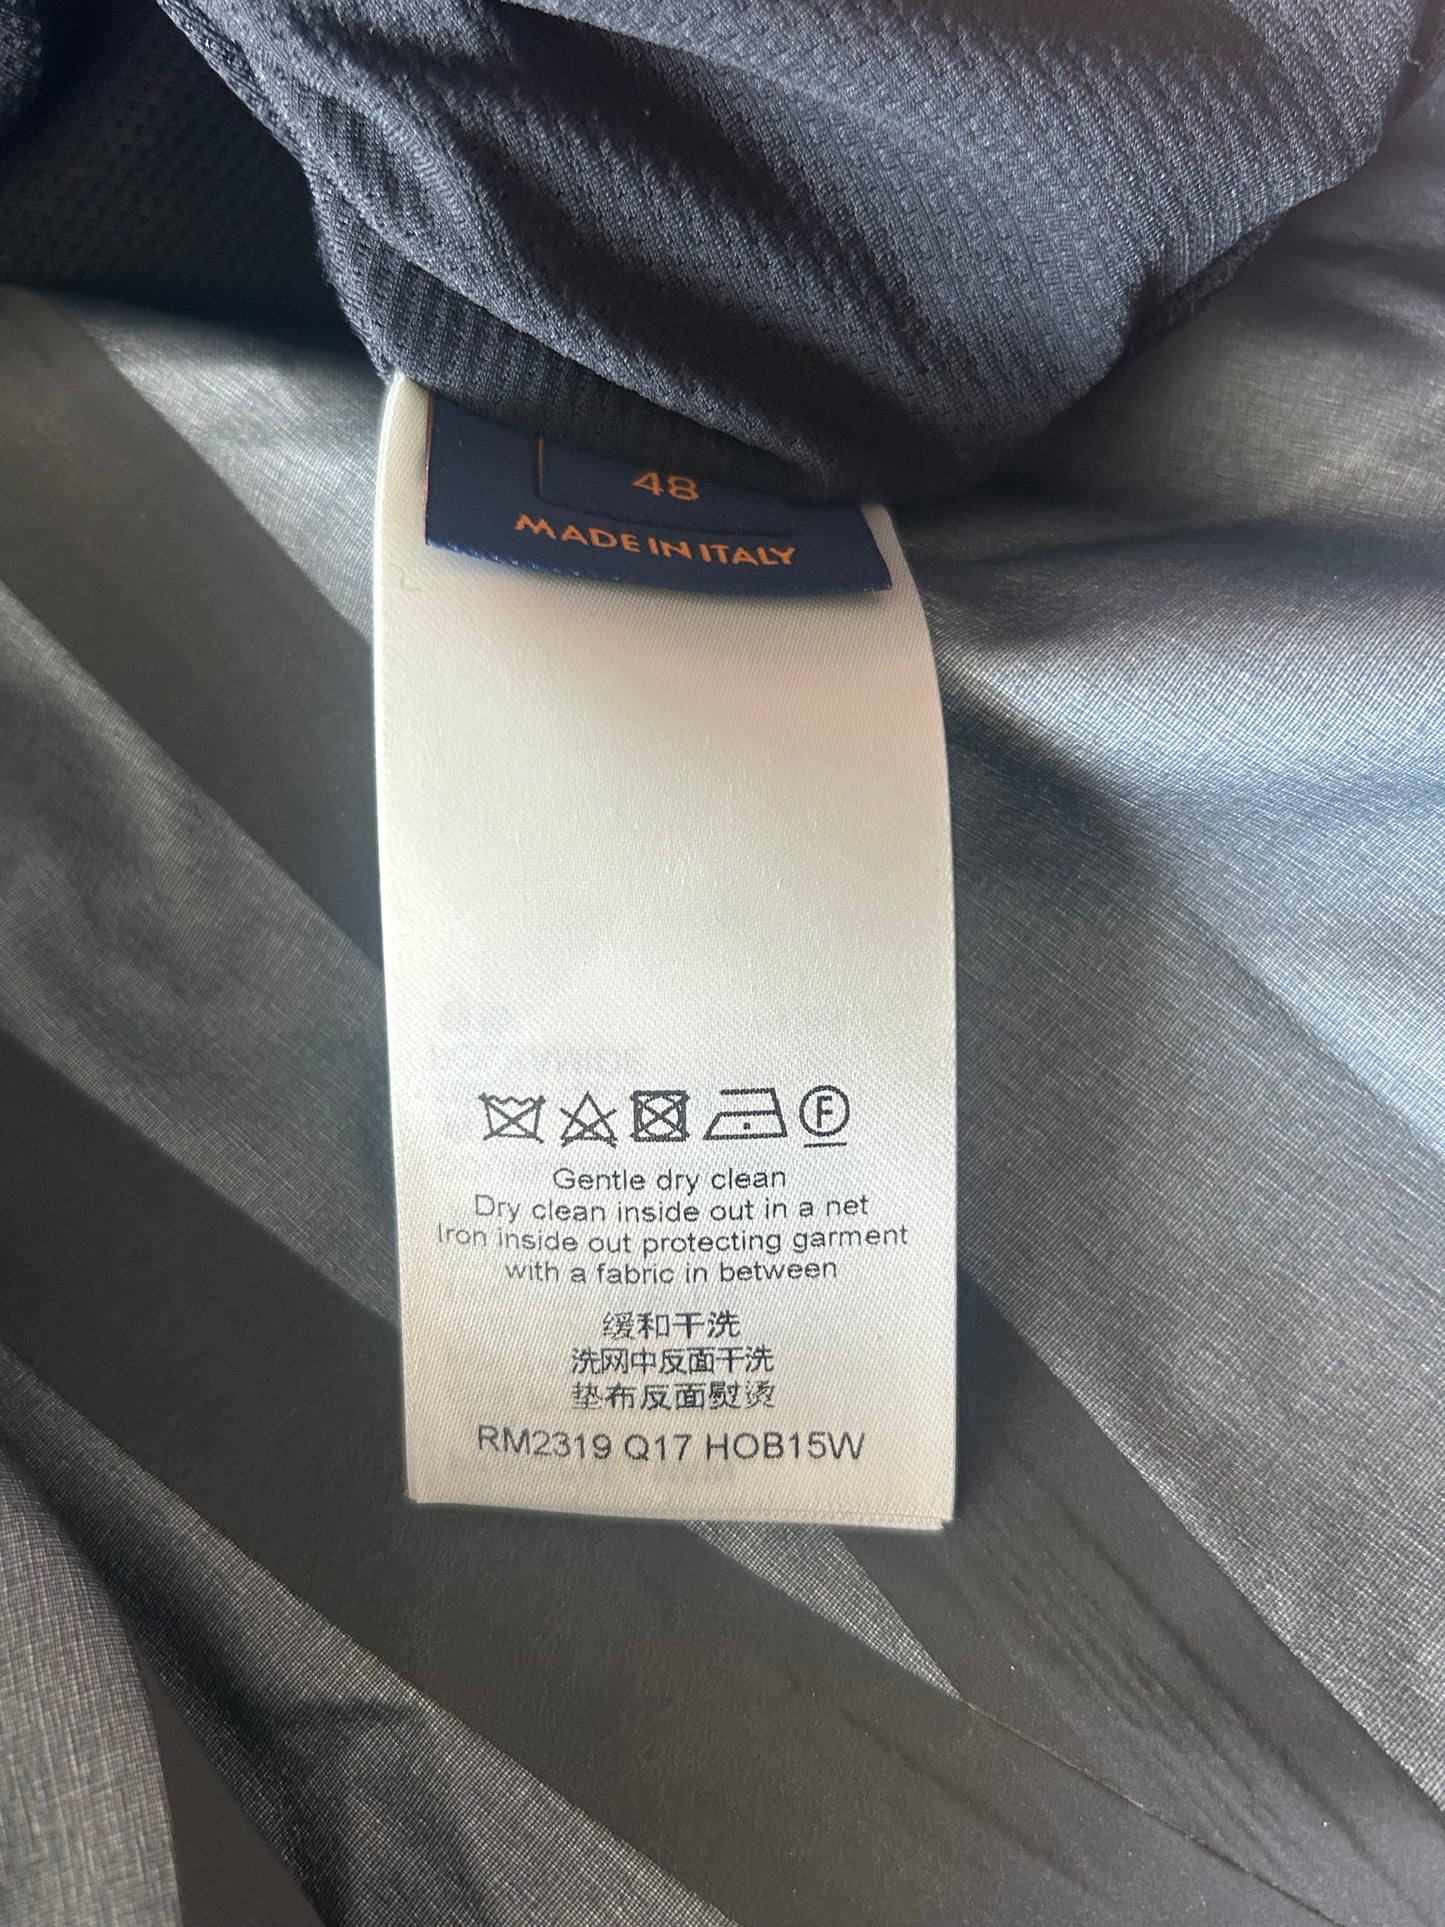 48
MADE IN ITALY
F
Gentle dry clean
Dry clean inside out in a net
Iron inside out protecting garment
with a fabric in between
缓和干洗
洗网中反面干洗
垫布反面熨烫
RM2319 Q17 HOB15W